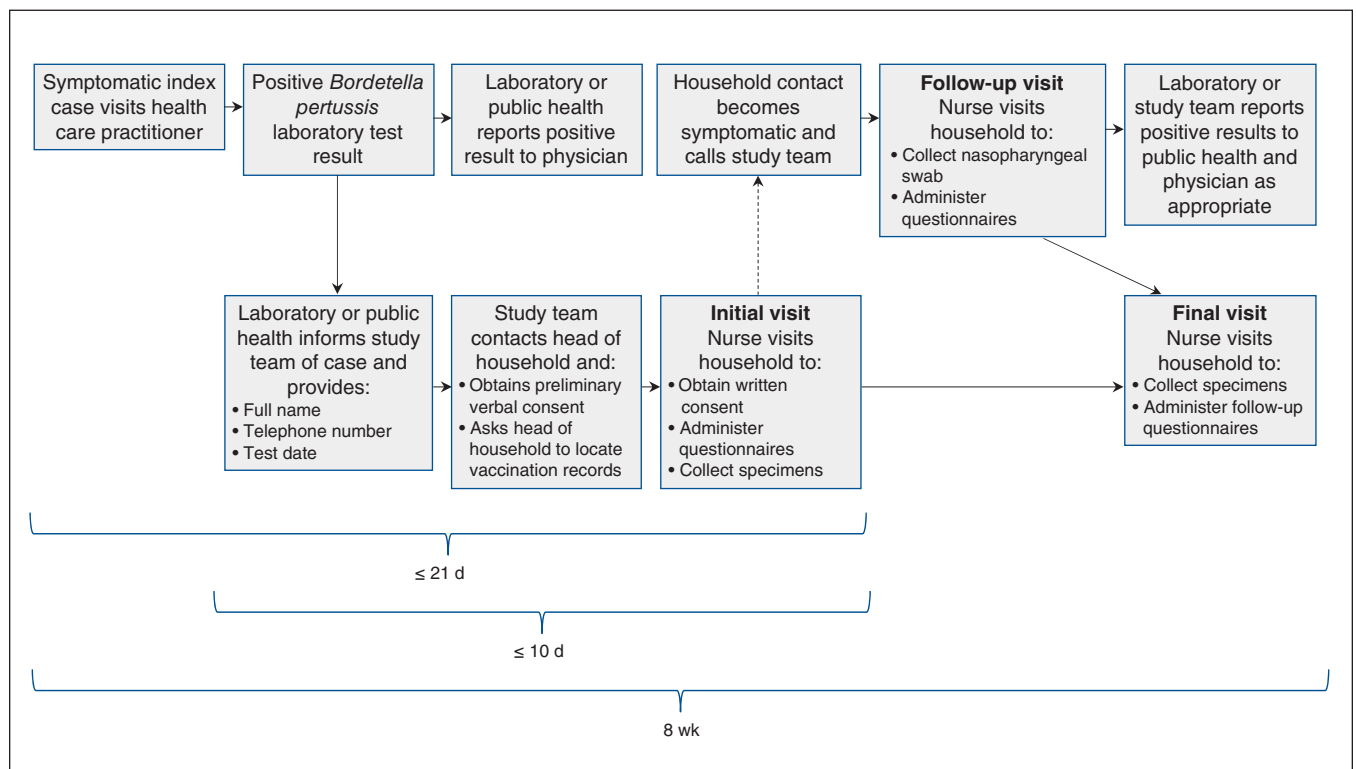 Symptomatic index
case visits health
care practitioner
Positive Bordetella
pertussis
laboratory test
result
Laboratory or
public health
reports positive
result to physician
Household contact
becomes
symptomatic and
calls study team
Follow-up visit
Nurse visits
household to:
• Collect nasopharyngeal
swab
• Administer
questionnaires
Laboratory or
study team reports
positive results to
public health and
physician as
appropriate
Laboratory or public
health informs study
team of case and
provides:
• Full name
• Telephone number
• Test date
Study team
contacts head of
household and:
• Obtains preliminary
verbal consent
• Asks head of
household to locate
vaccination records
Initial visit
Nurse visits
household to:
• Obtain written
consent
• Administer
questionnaires
• Collect specimens
Final visit
Nurse visits
household to:
• Collect specimens
• Administer follow-up
questionnaires
≤ 21 d
≤ 10 d
8 wk